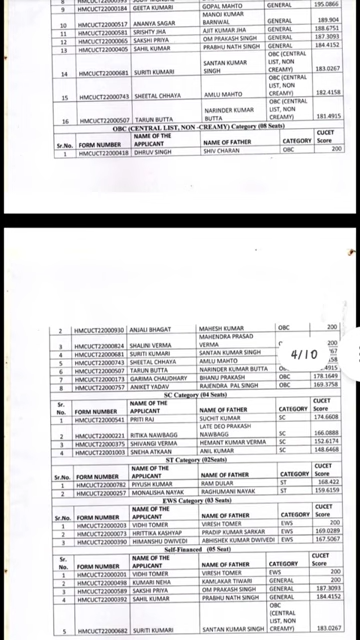 8 GOPAL MAHTO GENERAL 195.0866
9 HMCUCT22000184 GEETA KUMARI
10 HMCUCT22000517 ANANYA SAGAR MANOJ KUMAR BARNWAL GENERAL 189.904
11 HMCUCT22000581 SRISHTY JHA AJIT KUMAR JHA GENERAL 188.6751
12 HMCUCT22000065 SAKSHI PRIYA OM PRAKASH SINGH GENERAL 187.3093
13 HMCUCT22000405 SAHIL KUMAR PRABHU NATH SINGH GENERAL 184.4152
14 HMCUCT22000681 SURITI KUMARI SANTAN KUMAR SINGH OBC (CENTRAL LIST, NON CREAMY) 183.0267
15 HMCUCT22000743 SHEETAL CHHAYA AMLU MAHTO OBC (CENTRAL LIST, NON CREAMY) 182.4158
16 HMCUCT22000507 TARUN BUTTA NARINDER KUMAR BUTTA OBC (CENTRAL LIST, NON CREAMY) 181.4915
OBC (CENTRAL LIST, NON -CREAMY) Category (08 Seats)
Sr.No. FORM NUMBER NAME OF THE APPLICANT NAME OF FATHER CATEGORY CUCET Score
1 HMCUCT22000418 DHRUV SINGH SHIV CHARAN OBC 200
2 HMCUCT22000930 ANJALI BHAGAT MAHESH KUMAR OBC 200
3 HMCUCT22000824 SHALINI VERMA MAHENDRA PRASAD VERMA 200
4 HMCUCT22000681 SURITI KUMARI SANTAN KUMAR SINGH
5 HMCUCT22000743 SHEETAL CHHAYA AMLU MAHTO
6 HMCUCT22000507 TARUN BUTTA NARINDER KUMAR BUTTA .4915
7 HMCUCT22000173 GARIMA CHAUDHARY BHANU PRAKASH OBC 178.1649
8 HMCUCT22000757 ANIKET YADAV RAJENDRA PAL SINGH OBC 169.3758
4/10
SC Category (04 Seats)
Sr. No. FORM NUMBER NAME OF THE APPLICANT NAME OF FATHER CATEGORY CUCET Score
1 HMCUCT22000541 PRITI RAJ SUCHIT KUMAR SC 174.6608
2 HMCUCT22000221 RITIKA NAWBAGG LATE DEO PRAKASH NAWBAGG SC 166.0888
3 HMCUCT22000375 SHIVANGI VERMA HEMANT KUMAR VERMA SC 152.6174
4 HMCUCT22001003 SNEHA ATKAAN ANIL KUMAR SC 148.6468
ST Category (02Seats)
Sr.No. FORM NUMBER NAME OF THE APPLICANT NAME OF FATHER CATEGORY CUCET Score
1 HMCUCT22000782 PIYUSH KUMAR RAM DULAR ST 168.422
2 HMCUCT22000257 MONALISHA NAYAK RAGHUMANI NAYAK ST 159.6159
EWS Category (03 Seats)
Sr.No. FORM NUMBER NAME OF THE APPLICANT NAME OF FATHER CATEGORY CUCET Score
1 HMCUCT22000203 VIDHI TOMER VIRESH TOMER EWS 200
2 HMCUCT22000073 HRITTIKA KASHYAP PRADIP KUMAR SARKAR EWS 169.0289
3 HMCUCT22000390 HIMANSHU DWIVEDI ABHISHEK KUMAR DWIVEDI EWS 167.5067
Self-Financed (05 Seat)
Sr. No. FORM NUMBER NAME OF THE APPLICANT NAME OF FATHER CATEGORY CUCET Score
1 HMCUCT22000201 VIDHI TOMER VIRESH TOMER EWS 200
2 HMCUCT22000498 KUMARI NEHA KAMLAKAR TIWARI GENERAL 200
3 HMCUCT22000589 SAKSHI PRIYA OM PRAKASH SINGH GENERAL 187.3093
4 HMCUCT22000392 SAHIL KUMAR PRABHU NATH SINGH GENERAL 184.4152
5 HMCUCT22000682 SURITI KUMARI SANTAN KUMAR SINGH OBC (CENTRAL LIST, NON CREAMY) 183.0267